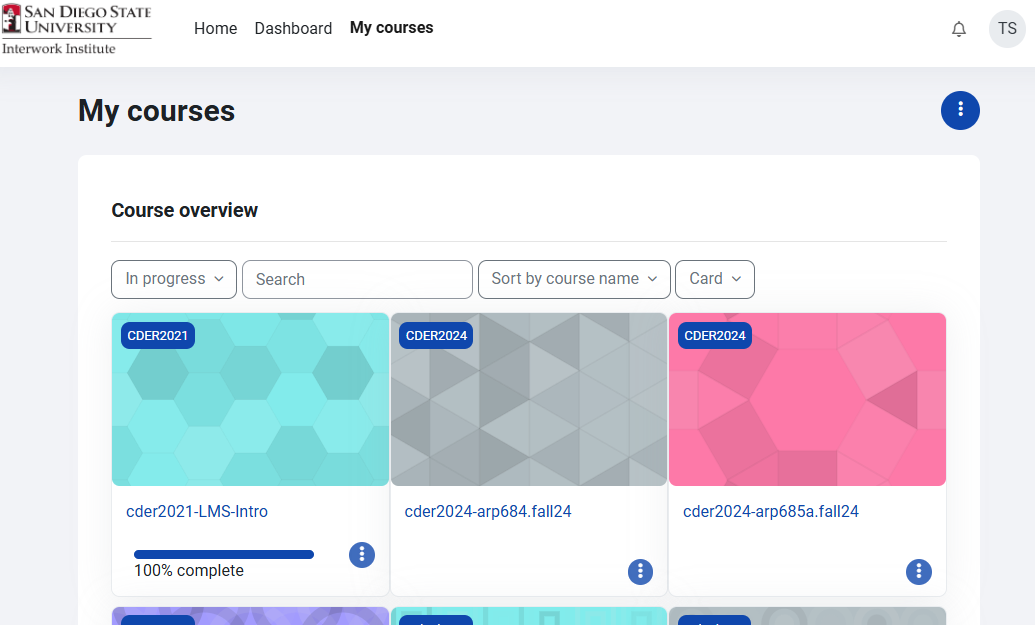 SAN DIEGO STATE
UNIVERSITY
Interwork Institute
Home Dashboard My courses
TS
My courses
Course overview
In progress Search Sort by course name Card
CDER2021 CDER2024 CDER2024
cder2021-LMS-Intro cder2024-arp684.fall24 cder2024-arp685a.fall24
100% complete